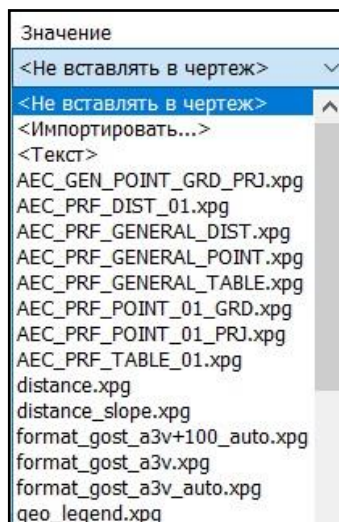 Значение
<Не вставлять в чертеж>
<Не вставлять в чертеж>
<Импортировать...>
<Текст>
AEC_GEN_POINT_GRD_PRJ.xpg
AEC_PRF_DIST_01.xpg
AEC_PRF_GENERAL_DIST.xpg
AEC_PRF_GENERAL_POINT.xpg
AEC_PRF_GENERAL_TABLE.xpg
AEC_PRF_POINT_01_GRD.xpg
AEC_PRF_POINT_01_PRJ.xpg
AEC_PRF_TABLE_01.xpg
distance.xpg
distance_slope.xpg
format_gost_a3v+100_auto.xpg
format_gost_a3v.xpg
format_gost_a3v_auto.xpg
geo_legend.xpg